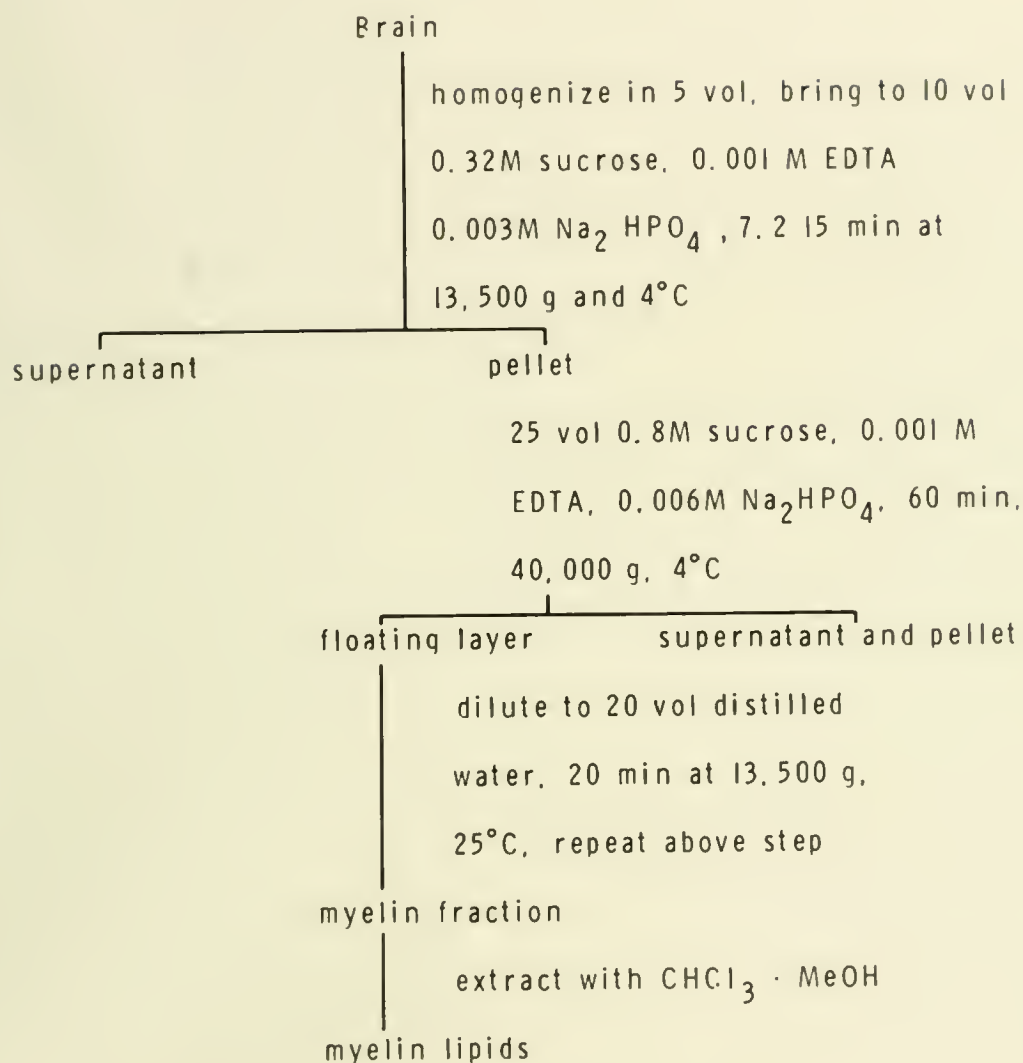 Brain
homogenize in 5 vol, bring to 10 vol
0.32M sucrose, 0.001 M EDTA
0.003M Na₂ HPO₄ , 7.2 15 min at
13,500 g and 4°C
supernatant pellet
25 vol 0.8M sucrose, 0.001 M
EDTA, 0.006M Na₂HPO₄, 60 min,
40,000 g, 4°C
floating layer supernatant and pellet
dilute to 20 vol distilled
water, 20 min at 13,500 g,
25°C, repeat above step
myelin fraction
extract with CHCl₃ · MeOH
myelin lipids